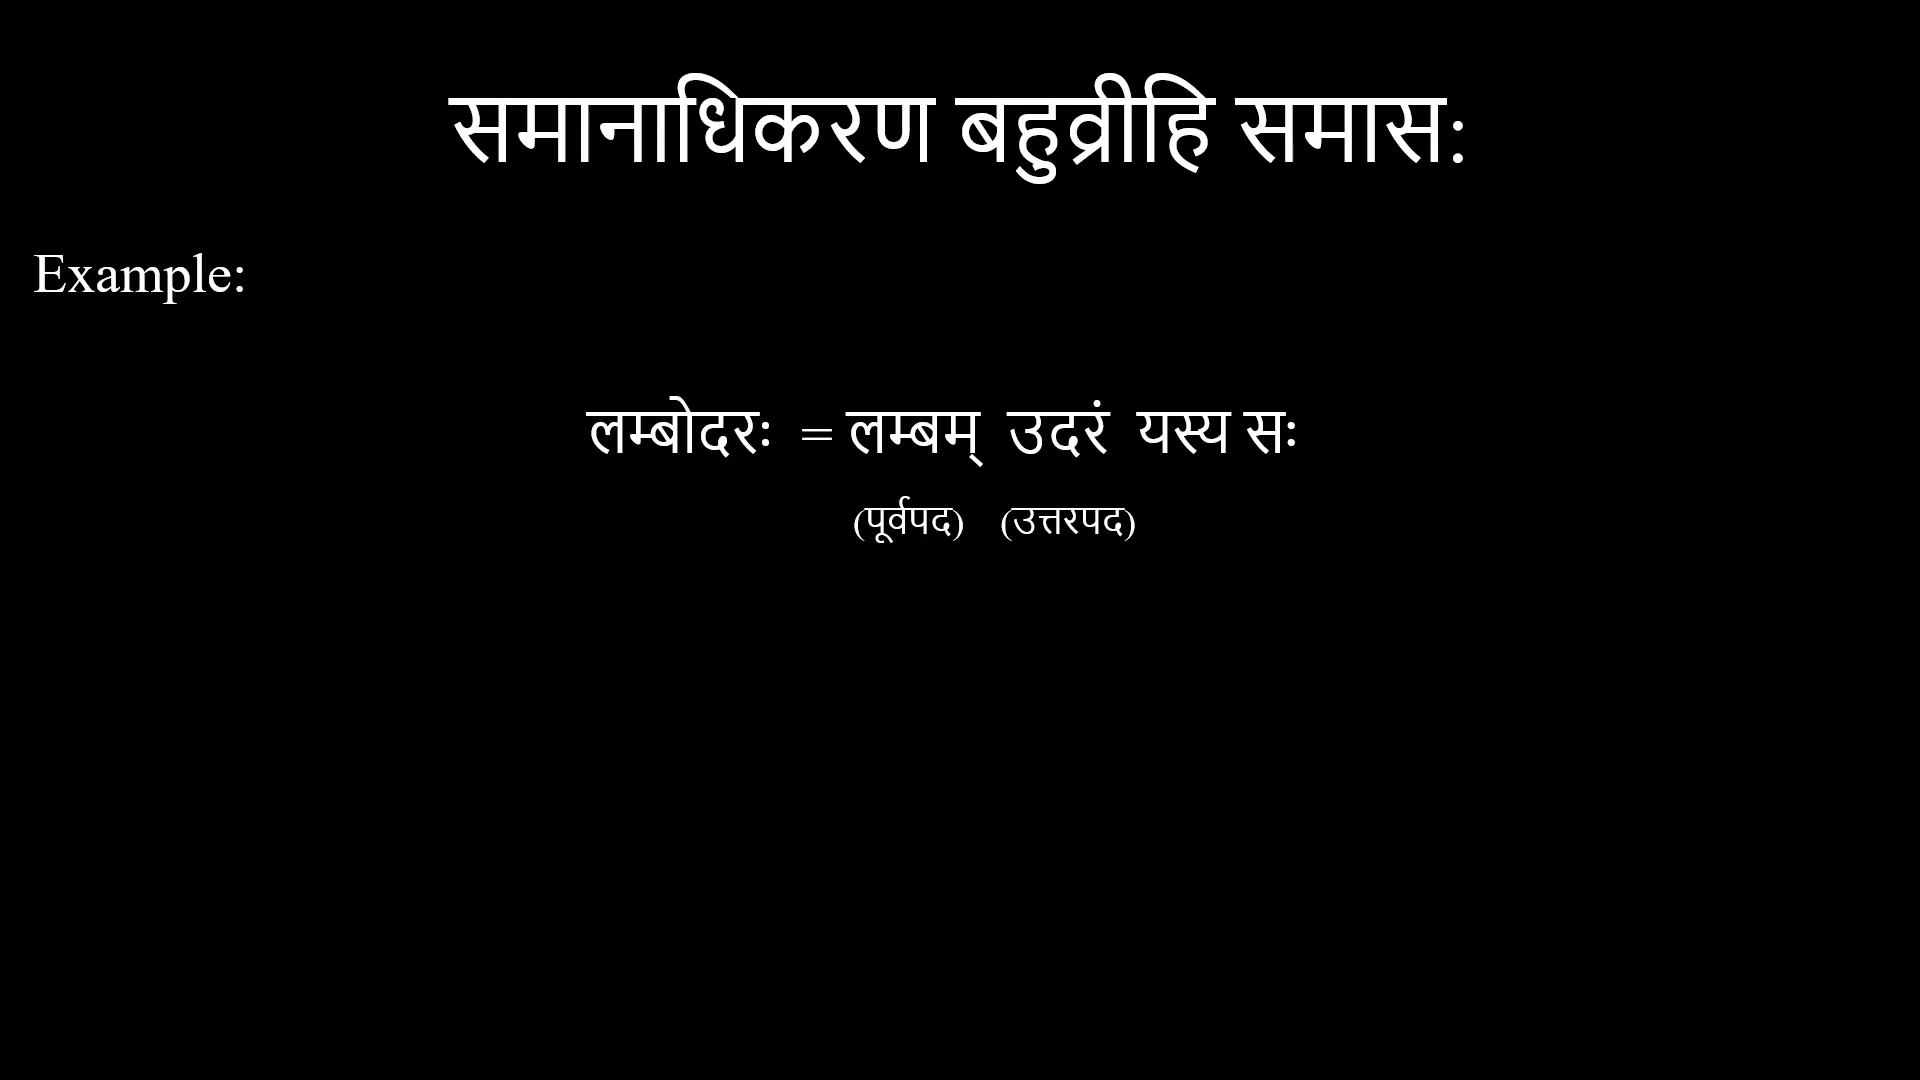 समानाधिकरण बहुव्रीहि समास:
Example:
लम्बोदरः = लम्बम् उदरं यस्य सः
(पूर्वपद) (उत्तरपद)